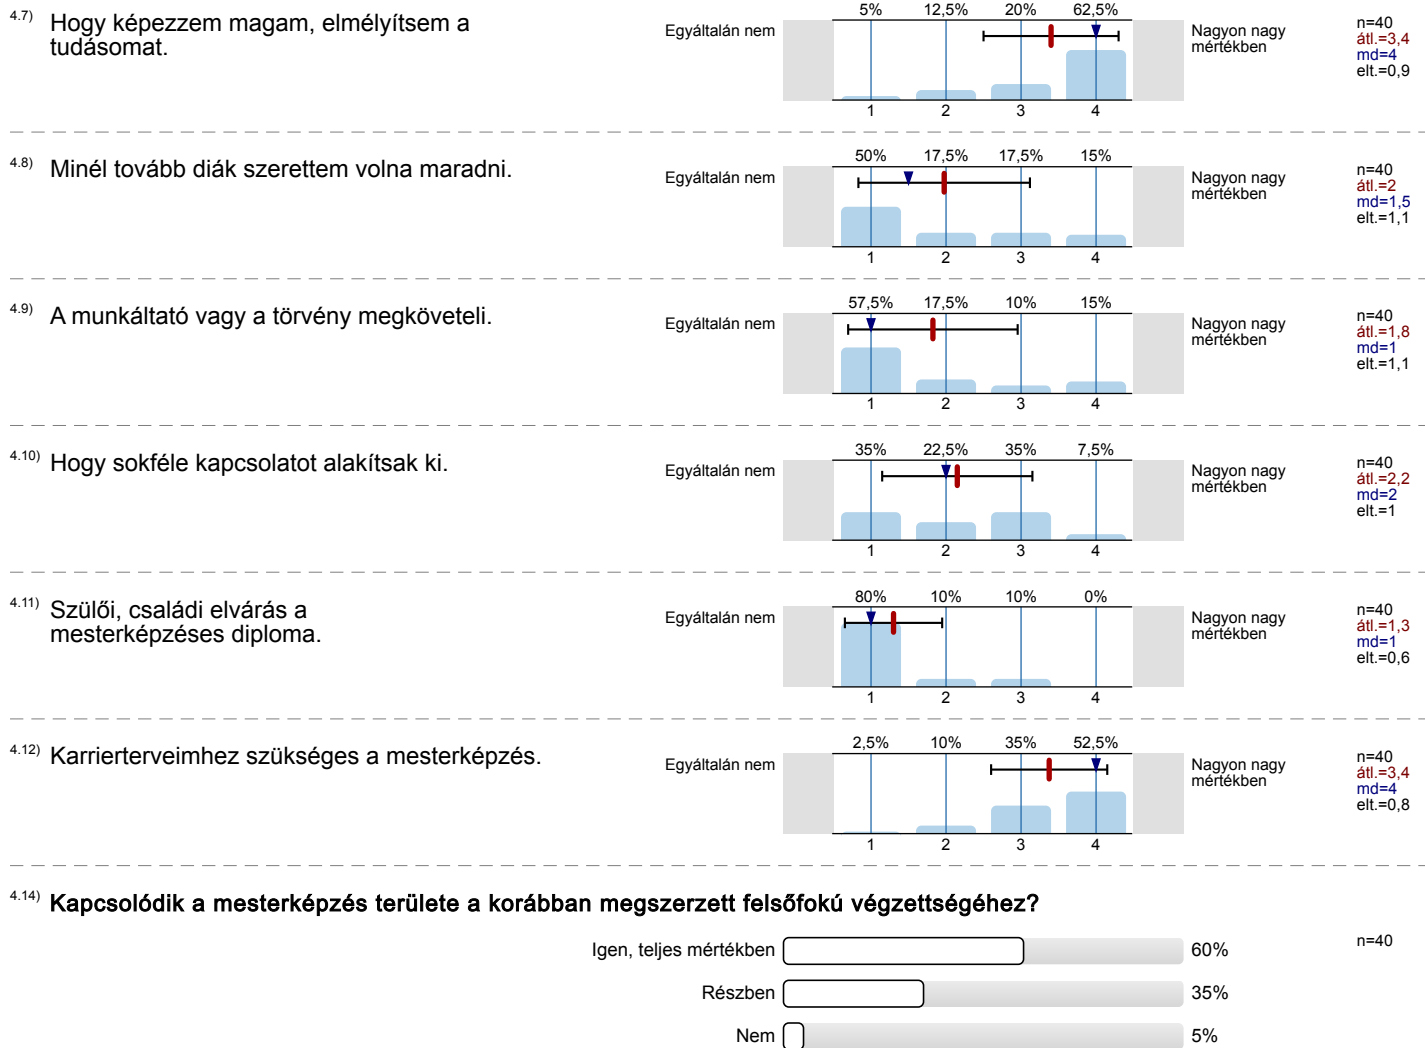 4.7) Hogy képezzem magam, elmélyítsem a
tudásomat.
Egyáltalán nem
5% 12,5% 20% 62,5%
1 2 3 4
Nagyon nagy
mértékben
n=40
átl.=3,4
md=4
elt.=0,9
4.8) Minél tovább diák szerettem volna maradni.
Egyáltalán nem
50% 17,5% 17,5% 15%
1 2 3 4
Nagyon nagy
mértékben
n=40
átl.=2
md=1,5
elt.=1,1
4.9) A munkáltató vagy a törvény megköveteli.
Egyáltalán nem
57,5% 17,5% 10% 15%
1 2 3 4
Nagyon nagy
mértékben
n=40
átl.=1,8
md=1
elt.=1,1
4.10) Hogy sokféle kapcsolatot alakítsak ki.
Egyáltalán nem
35% 22,5% 35% 7,5%
1 2 3 4
Nagyon nagy
mértékben
n=40
átl.=2,2
md=2
elt.=1
4.11) Szülői, családi elvárás a
mesterképzéses diploma.
Egyáltalán nem
80% 10% 10% 0%
1 2 3 4
Nagyon nagy
mértékben
n=40
átl.=1,3
md=1
elt.=0,6
4.12) Karrierterveimhez szükséges a mesterképzés.
Egyáltalán nem
2,5% 10% 35% 52,5%
1 2 3 4
Nagyon nagy
mértékben
n=40
átl.=3,4
md=4
elt.=0,8
4.14) Kapcsolódik a mesterképzés területe a korábban megszerzett felsőfokú végzettségéhez?
Igen, teljes mértékben 60% n=40
Részben 35%
Nem 5%